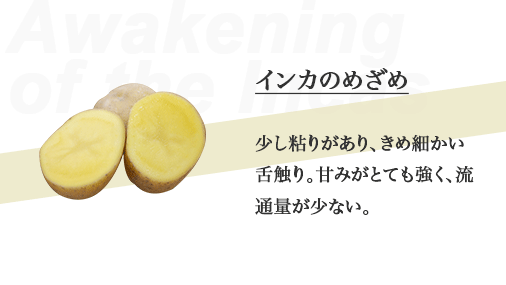 Awakening
of the Incas
インカのめざめ
少し粘りがあり、きめ細かい
舌触り。甘みがとても強く、流
通量が少ない。